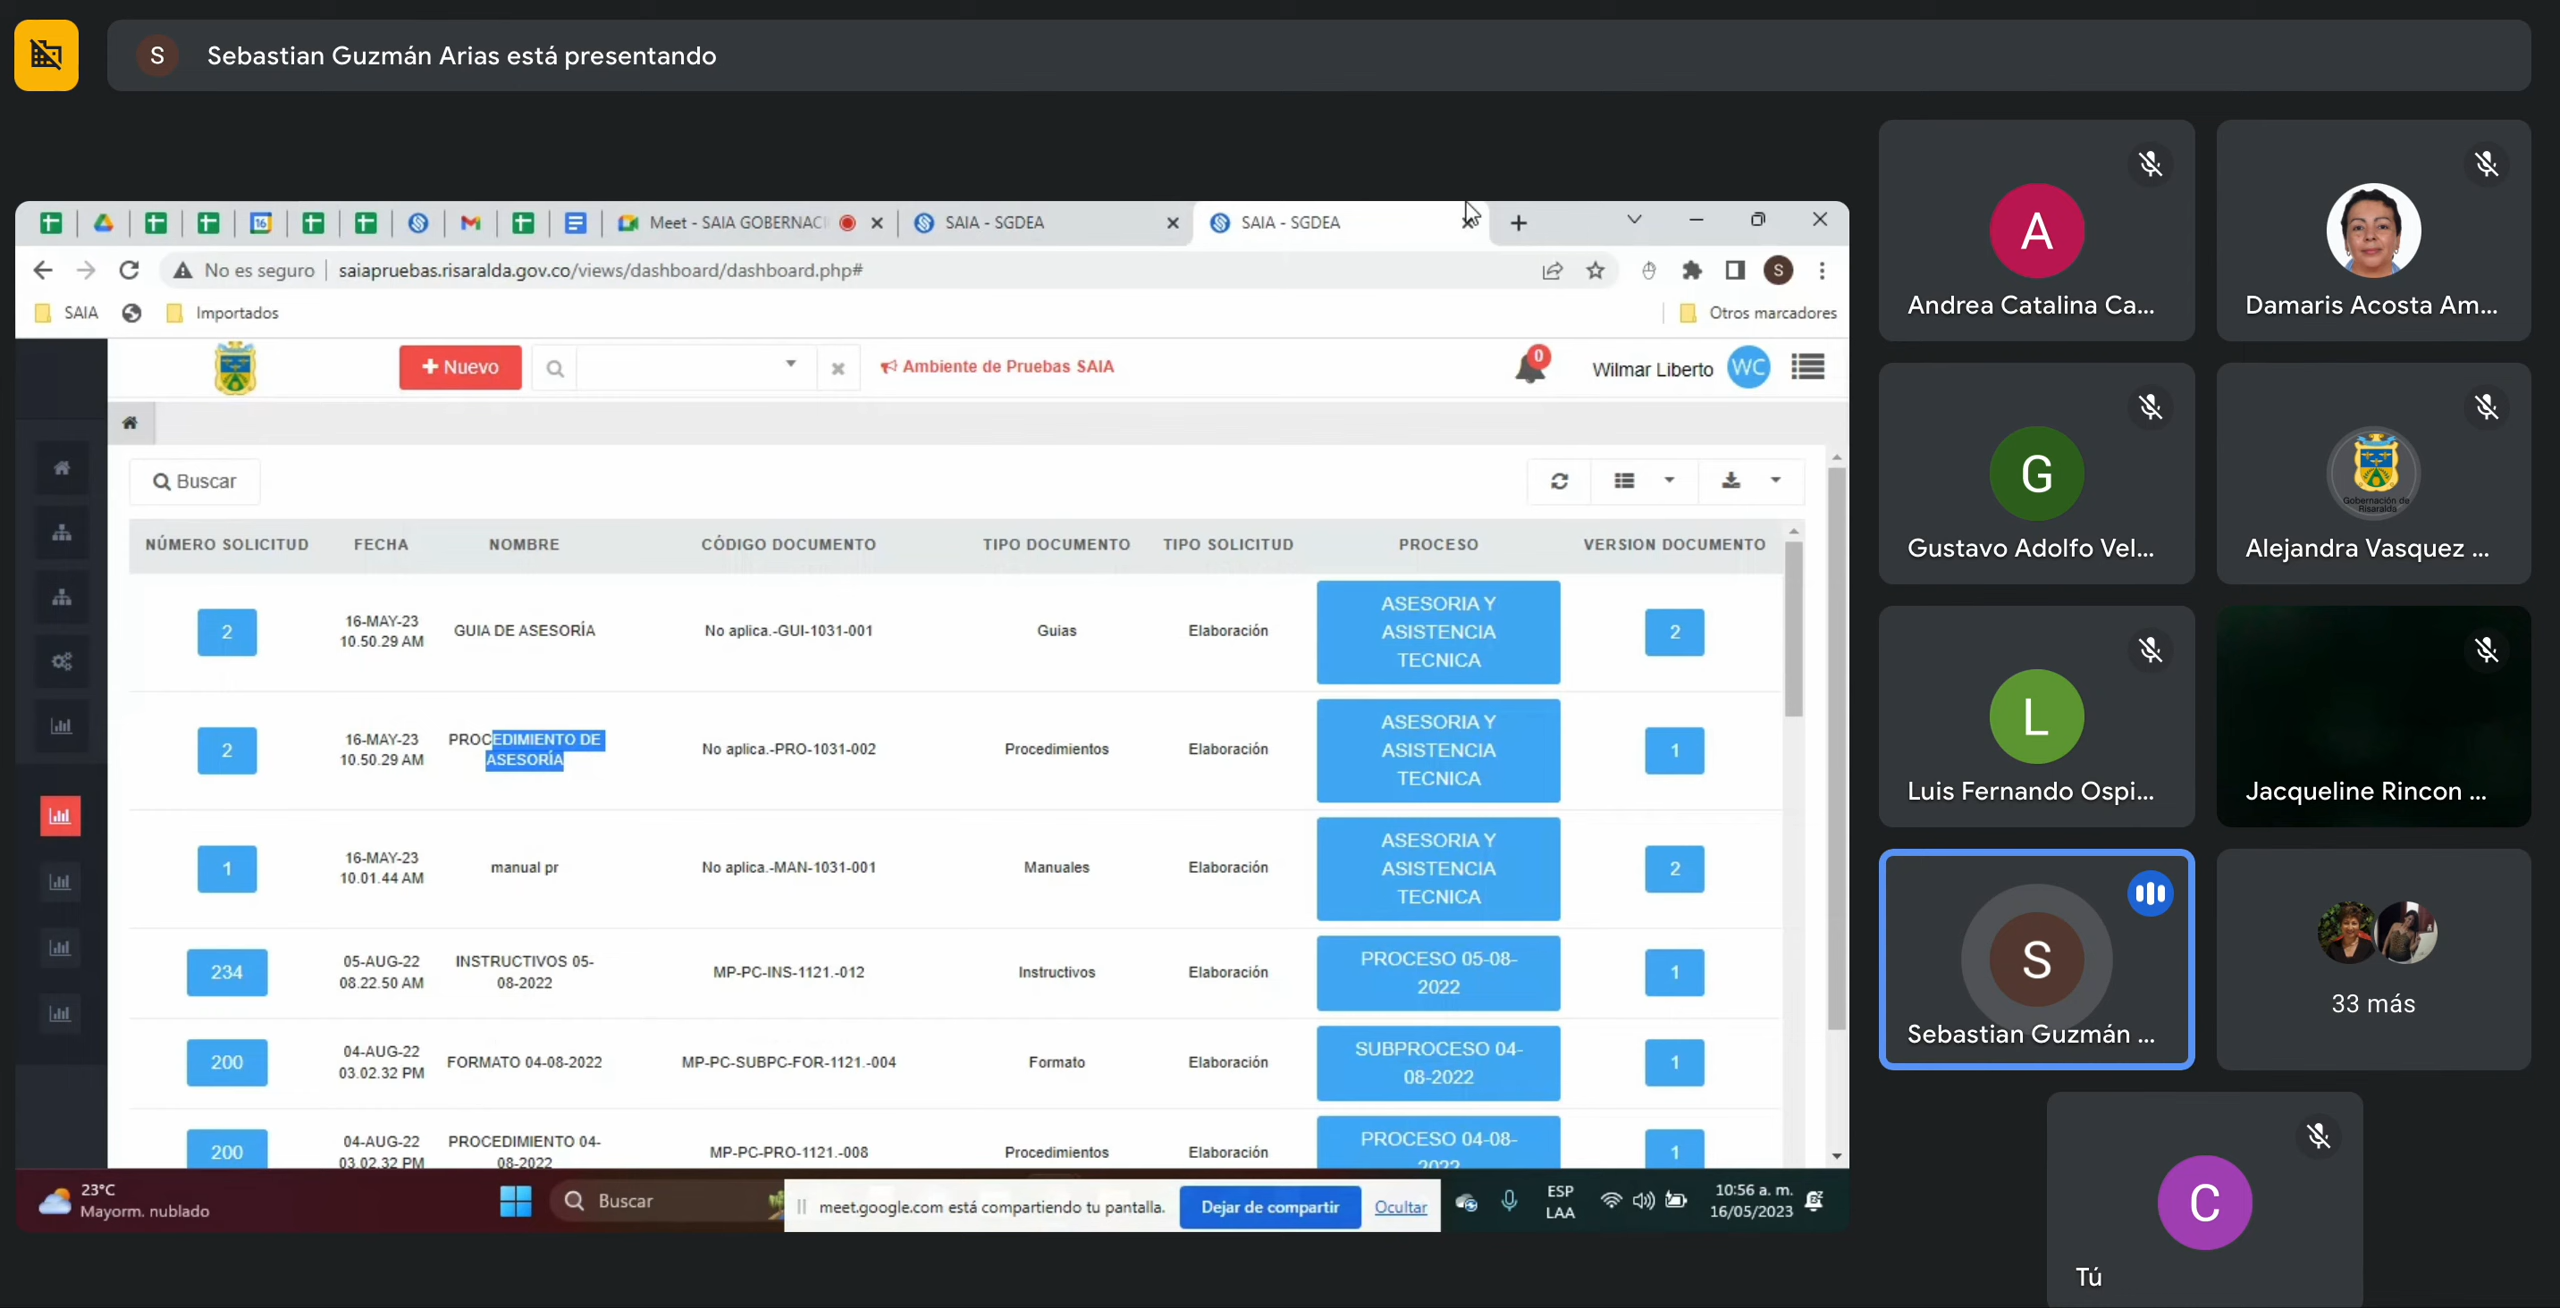 S Sebastian Guzmán Arias está presentando
Meet - SAIA GOBERNACI
SAIA - SGDEA
SAIA - SGDEA
No es seguro
saiapruebas.risaralda.gov.co/views/dashboard/dashboard.php#
S
SAIA
Importados
Otros marcadores
Nuevo
Ambiente de Pruebas SAIA
0
Wilmar Liberto
WC
Buscar
NÚMERO SOLICITUD FECHA NOMBRE CÓDIGO DOCUMENTO TIPO DOCUMENTO TIPO SOLICITUD PROCESO VERSION DOCUMENTO
2
16-MAY-23
10.50.29 AM
GUIA DE ASESORÍA
No aplica.-GUI-1031-001
Guias
Elaboración
ASESORIA Y
ASISTENCIA
TECNICA
2
2
16-MAY-23
10.50.29 AM
PROCEDIMIENTO DE
ASESORÍA
No aplica.-PRO-1031-002
Procedimientos
Elaboración
ASESORIA Y
ASISTENCIA
TECNICA
1
1
16-MAY-23
10.01.44 AM
manual pr
No aplica.-MAN-1031-001
Manuales
Elaboración
ASESORIA Y
ASISTENCIA
TECNICA
2
234
05-AUG-22
08.22.50 AM
INSTRUCTIVOS 05-
08-2022
MP-PC-INS-1121.-012
Instructivos
Elaboración
PROCESO 05-08-
2022
1
200
04-AUG-22
03.02.32 PM
FORMATO 04-08-2022
MP-PC-SUBPC-FOR-1121.-004
Formato
Elaboración
SUBPROCESO 04-
08-2022
1
200
04-AUG-22
03.02.32 PM
PROCEDIMIENTO 04-
08-2022
MP-PC-PRO-1121.-008
Procedimientos
Elaboración
PROCESO 04-08-
2022
1
23°C
Mayorm. nublado
Buscar
meet.google.com está compartiendo tu pantalla.
Dejar de compartir
Ocultar
ESP
LAA
10:56 a. m.
16/05/2023
A
Andrea Catalina Ca...
Damaris Acosta Am...
G
Gustavo Adolfo Vel...
Gobernación de
Risaralda
Alejandra Vasquez ...
L
Luis Fernando Ospi...
Jacqueline Rincon ...
S
Sebastian Guzmán ...
33 más
C
Tú